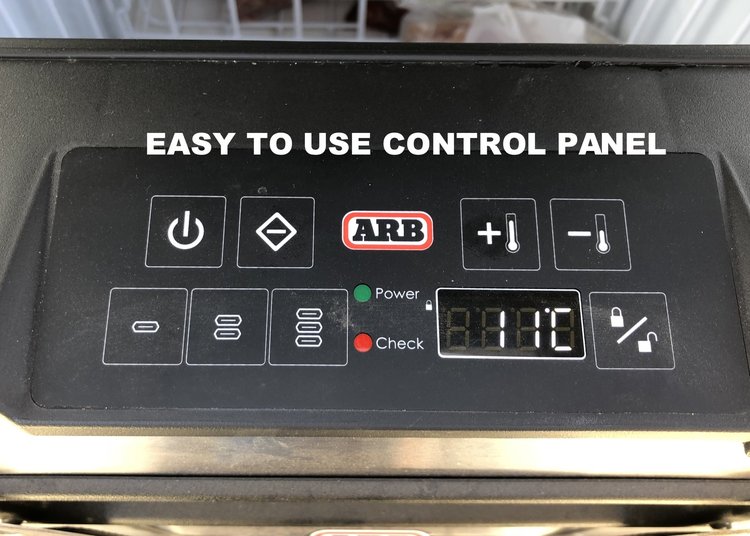 EASY TO USE CONTROL PANEL
ARB
Power
Check
11°C